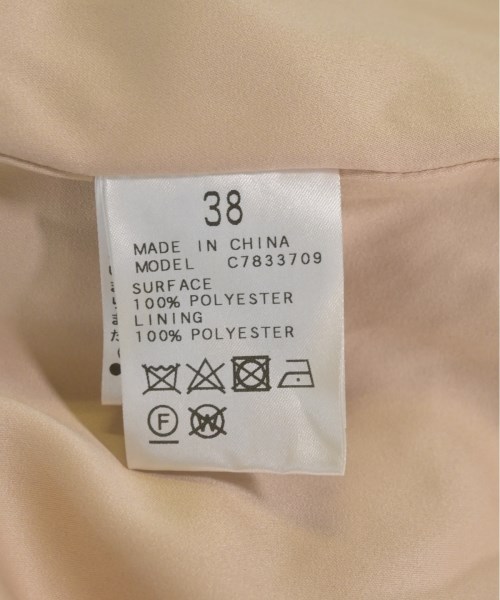 38
MADE IN CHINA
MODEL C7833709
SURFACE
100% POLYESTER
LINING
100% POLYESTER
F
W